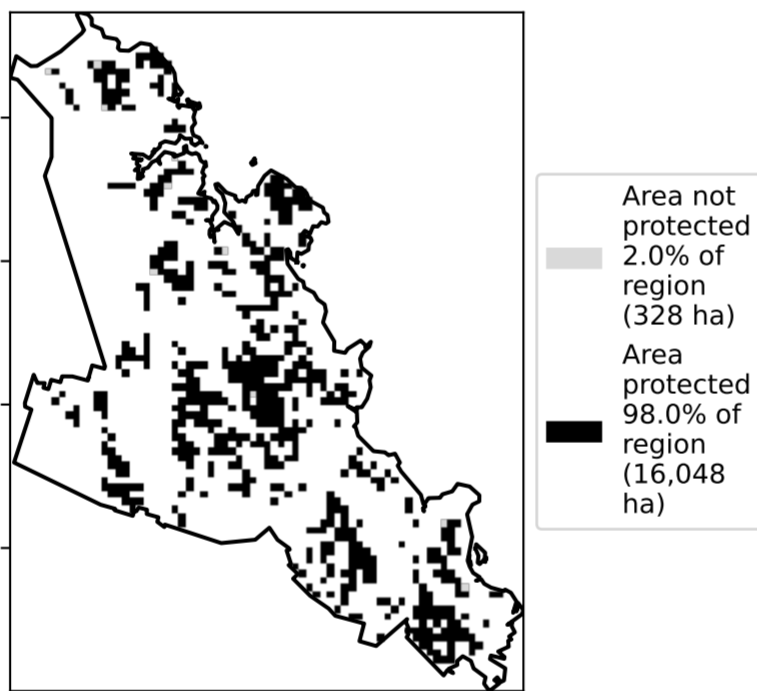 Area not
protected
2.0% of
region
(328 ha)
Area
protected
98.0% of
region
(16,048
ha)